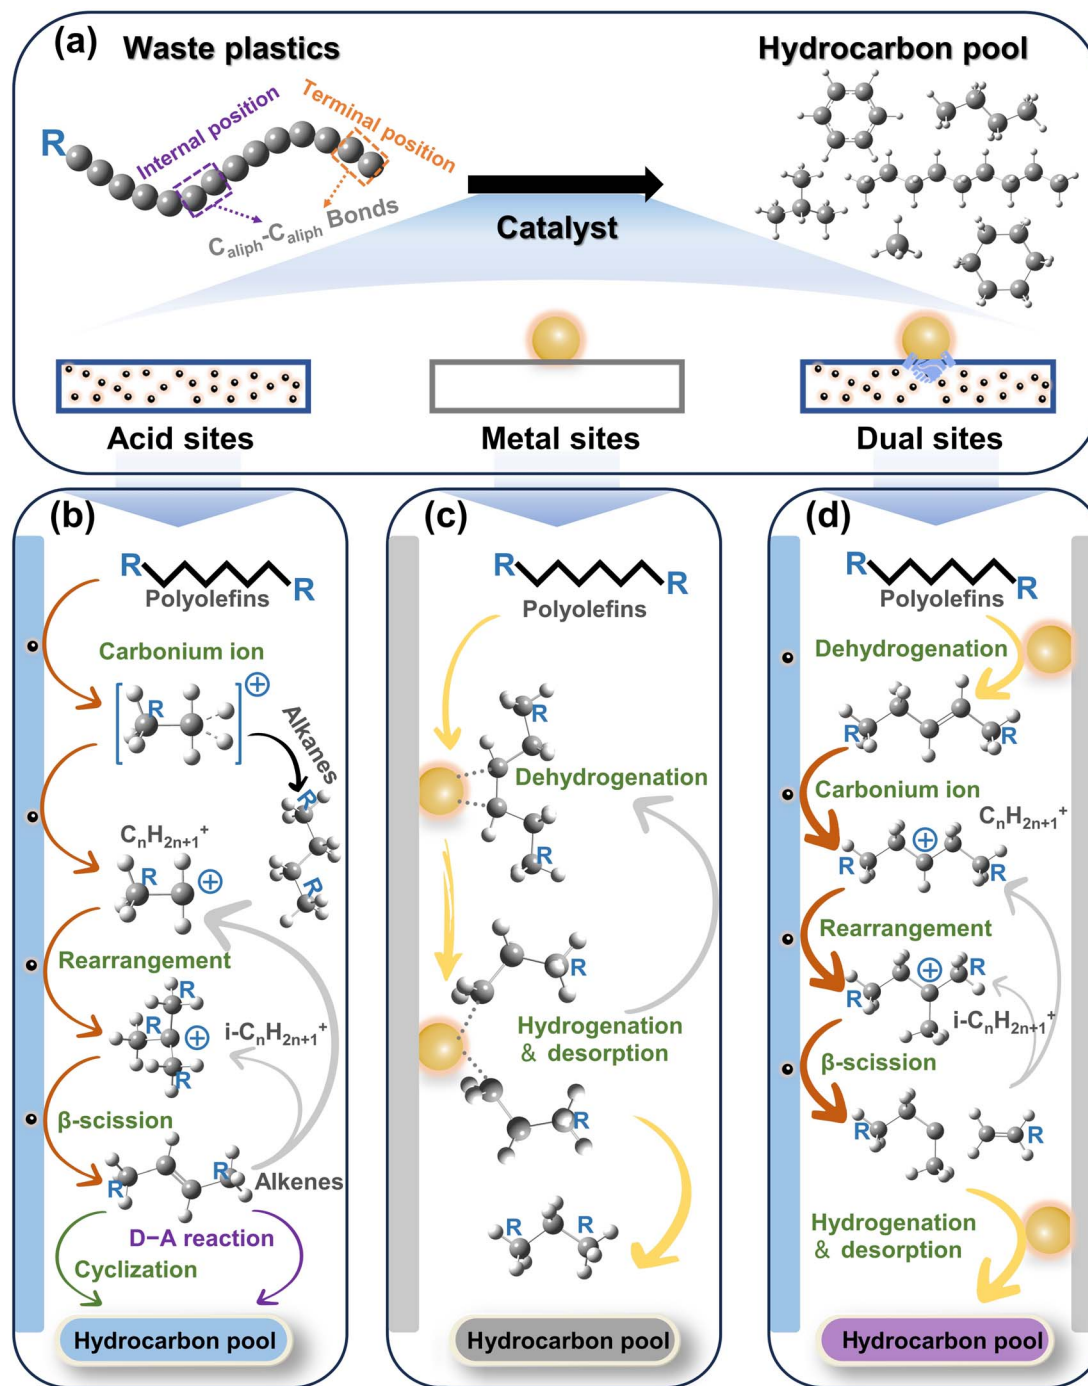 (a)
Waste plastics
Hydrocarbon pool
R
Internal position
Terminal position
C_aliph-C_aliph Bonds
Catalyst
Acid sites
Metal sites
Dual sites
(b)
R
R
Polyolefins
Carbonium ion
R
⊕
Alkanes
R
R
CₙH₂ₙ₊₁⁺
R
⊕
Rearrangement
R
R
⊕
R
i-CₙH₂ₙ₊₁⁺
β-scission
R
R
Alkenes
D–A reaction
Cyclization
Hydrocarbon pool
(c)
R
R
Polyolefins
R
Dehydrogenation
R
R
Hydrogenation
& desorption
R
R
R
Hydrocarbon pool
(d)
R
R
Polyolefins
Dehydrogenation
R
R
Carbonium ion
CₙH₂ₙ₊₁⁺
⊕
R
R
Rearrangement
⊕
R
R
i-CₙH₂ₙ₊₁⁺
β-scission
R
R
Hydrogenation
& desorption
Hydrocarbon pool